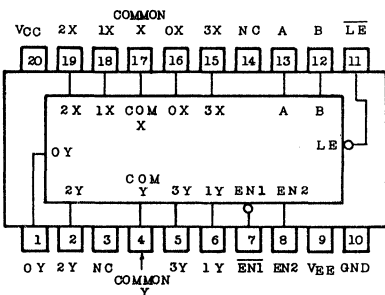 COMMON
VCC 2X 1X X 0X 3X NC A B LE
20 19 18 17 16 15 14 13 12 11
2X 1X COM 0X 3X A B
X
0Y LE
COM
2Y Y 3Y 1Y EN1 EN2
1 2 3 4 5 6 7 8 9 10
0Y 2Y NC 3Y 1Y EN1 EN2 VEE GND
COMMON
Y